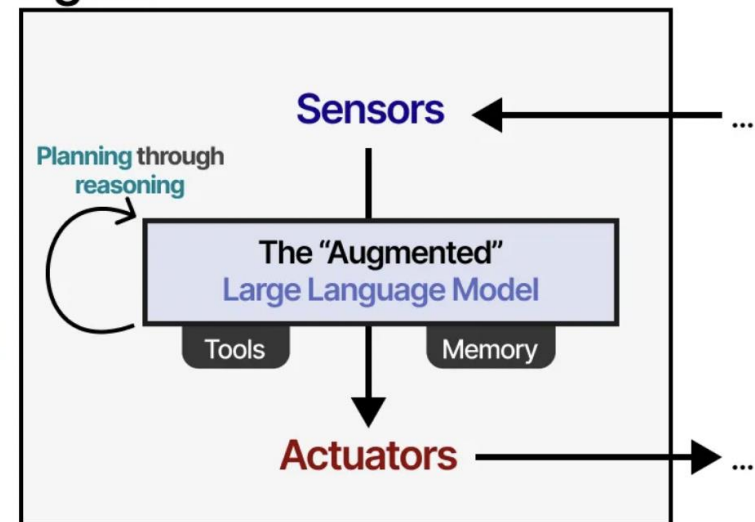 Sensors
...
Planning through
reasoning
The “Augmented”
Large Language Model
Tools
Memory
Actuators
...